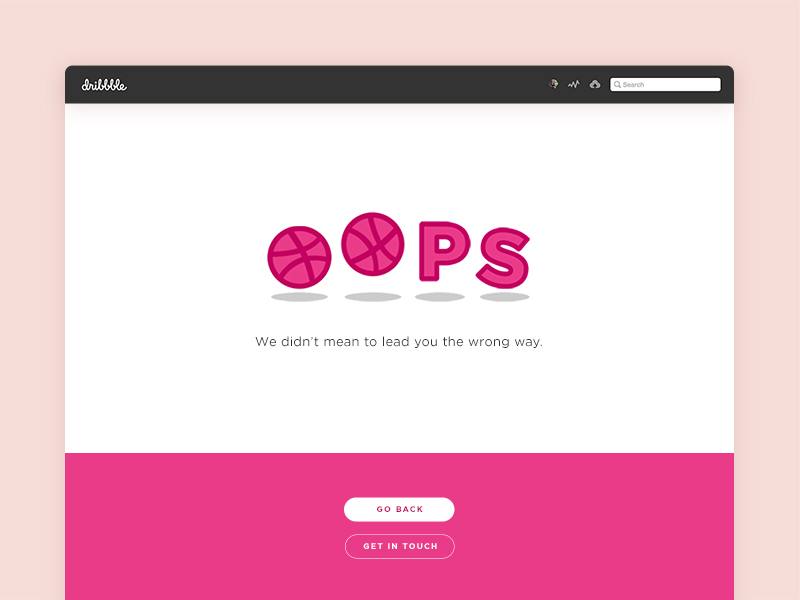 dribbble
Search
OOPS
We didn't mean to lead you the wrong way.
GO BACK
GET IN TOUCH